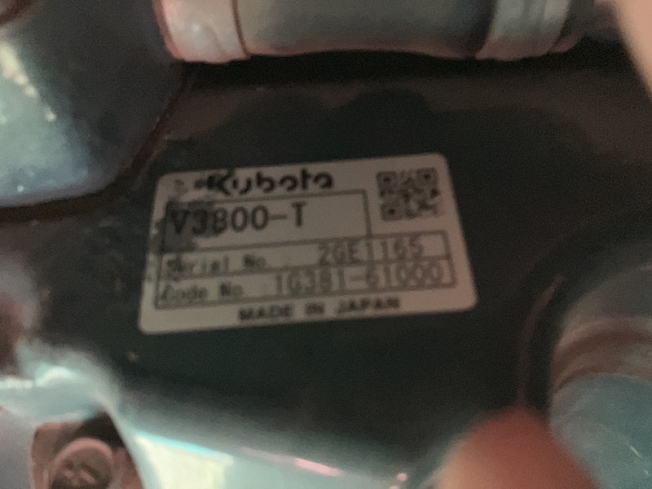 Kubota
V3800-T
Serial No. 2GE1165
Code No. 1G381-61000
MADE IN JAPAN